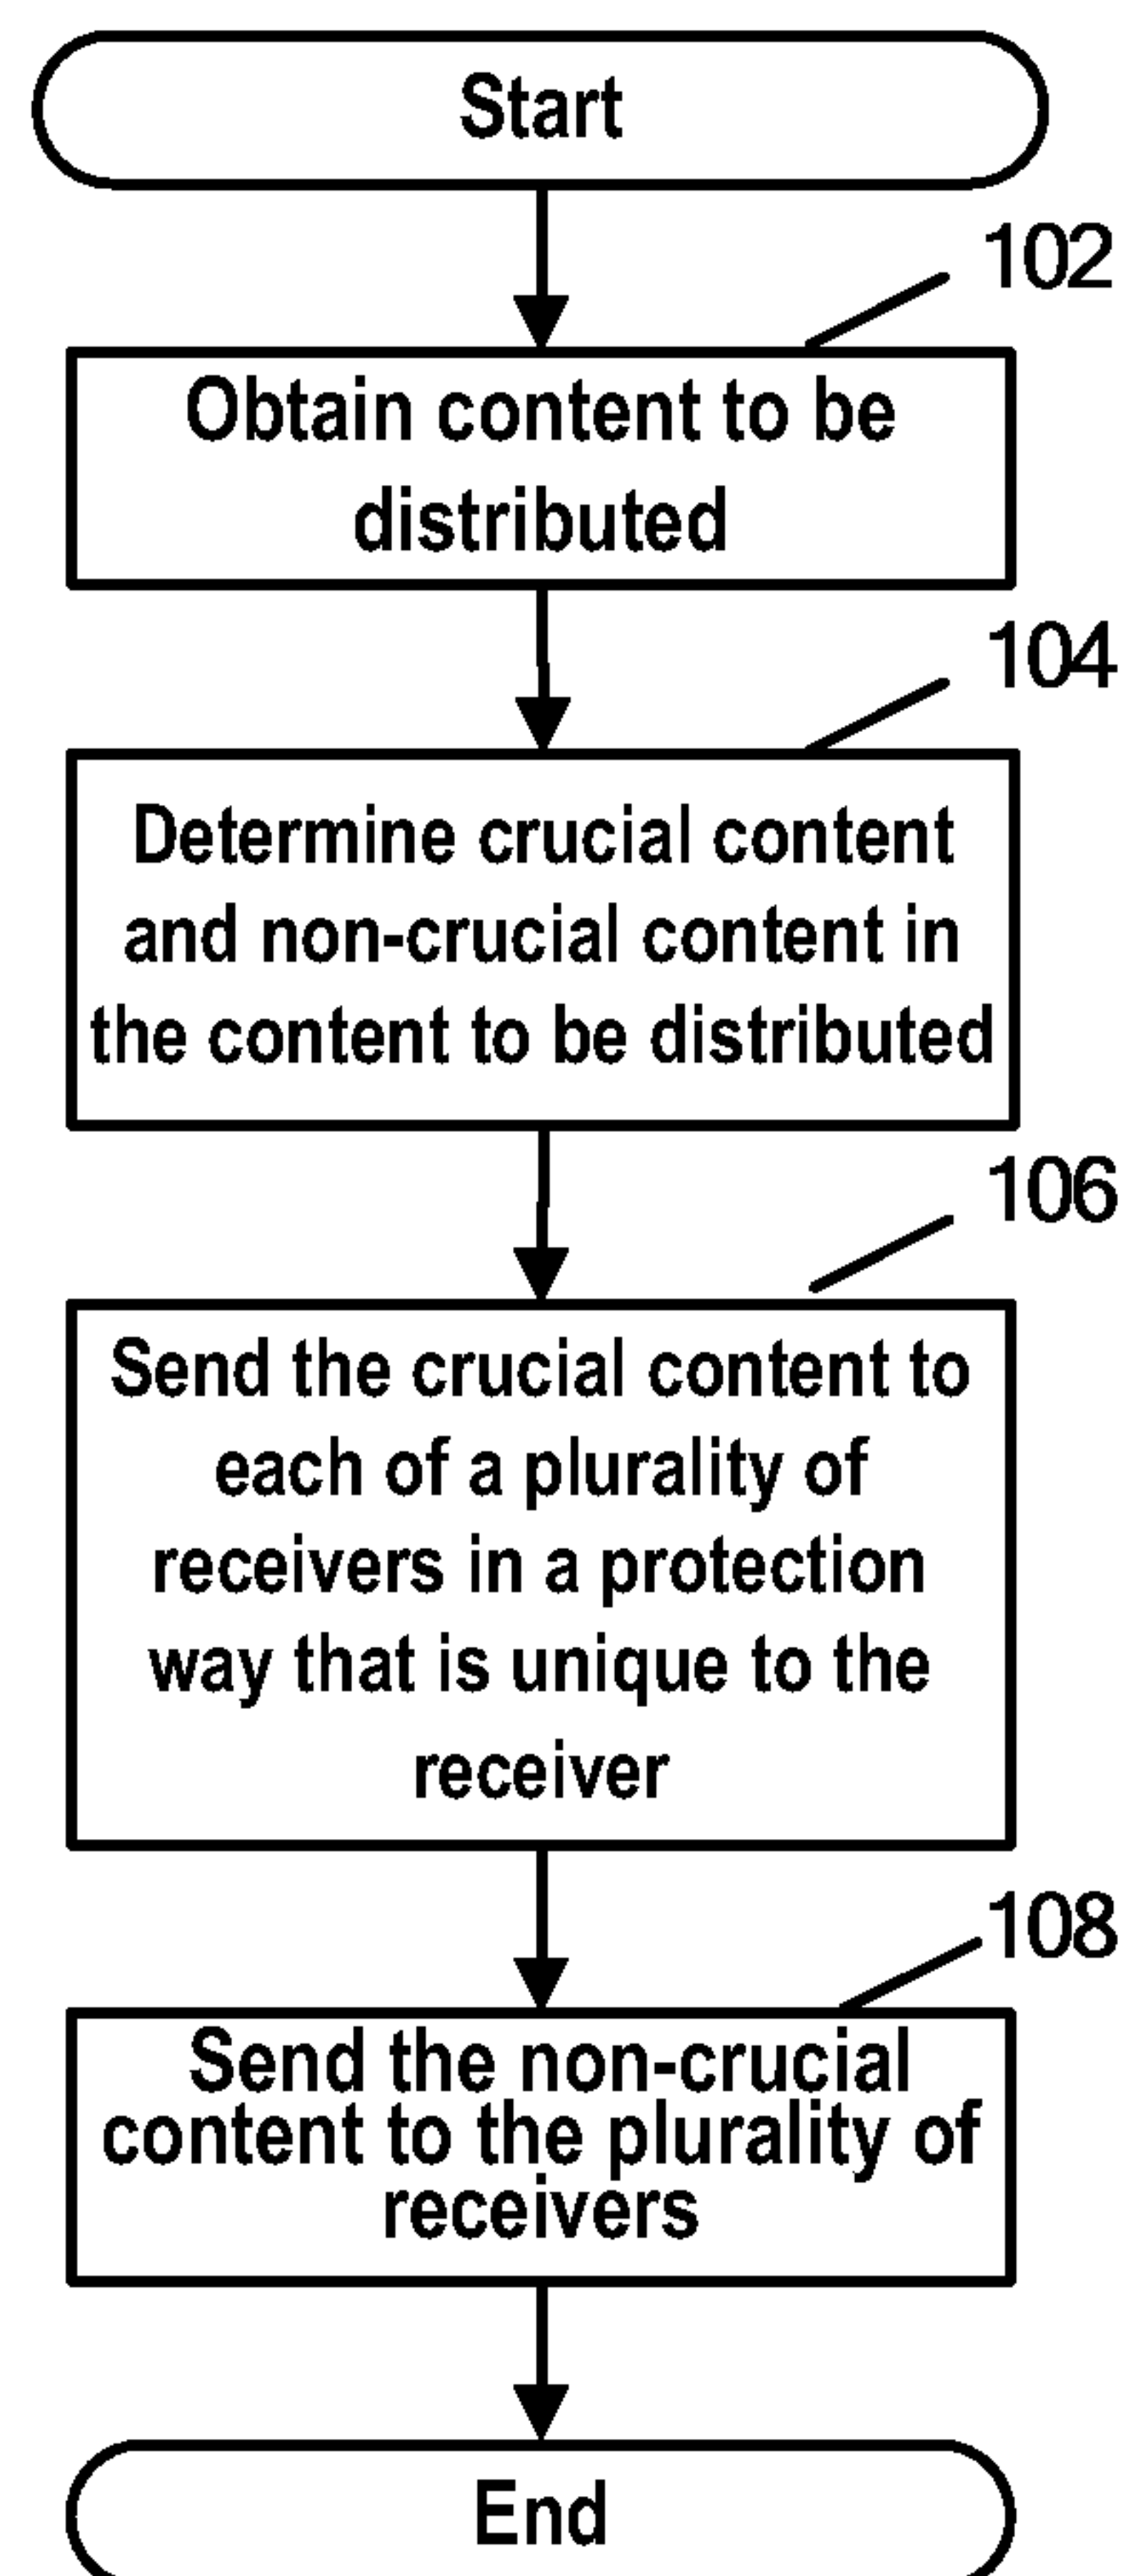 Start
102
Obtain content to be
distributed
104
Determine crucial content
and non-crucial content in
the content to be distributed
106
Send the crucial content to
each of a plurality of
receivers in a protection
way that is unique to the
receiver
108
Send the non-crucial
content to the plurality of
receivers
End